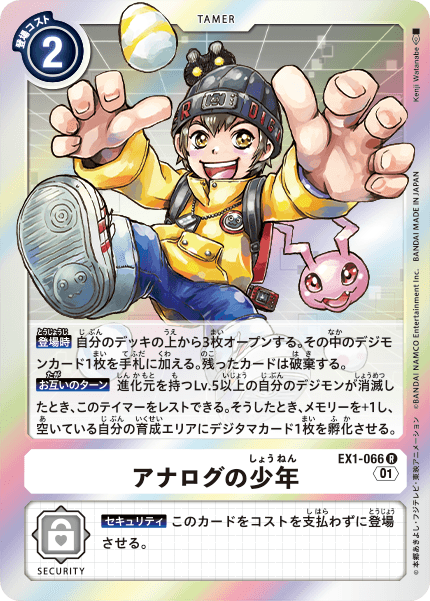 TAMER
登場コスト
2
Kenji Watanabe
登場時 自分のデッキの上から3枚オープンする。その中のデジモ
ンカード1枚を手札に加える。残ったカードは破棄する。
お互いのターン 進化元を持つLv.5以上の自分のデジモンが消滅し
たとき、このテイマーをレストできる。そうしたとき、メモリーを+1し、
空いている自分の育成エリアにデジタマカード1枚を孵化させる。
EX1-066 R
アナログの少年
01
セキュリティ このカードをコストを支払わずに登場
させる。
SECURITY
©本郷あきよし・フジテレビ・東映アニメーション ©BANDAI NAMCO Entertainment Inc. BANDAI MADE IN JAPAN